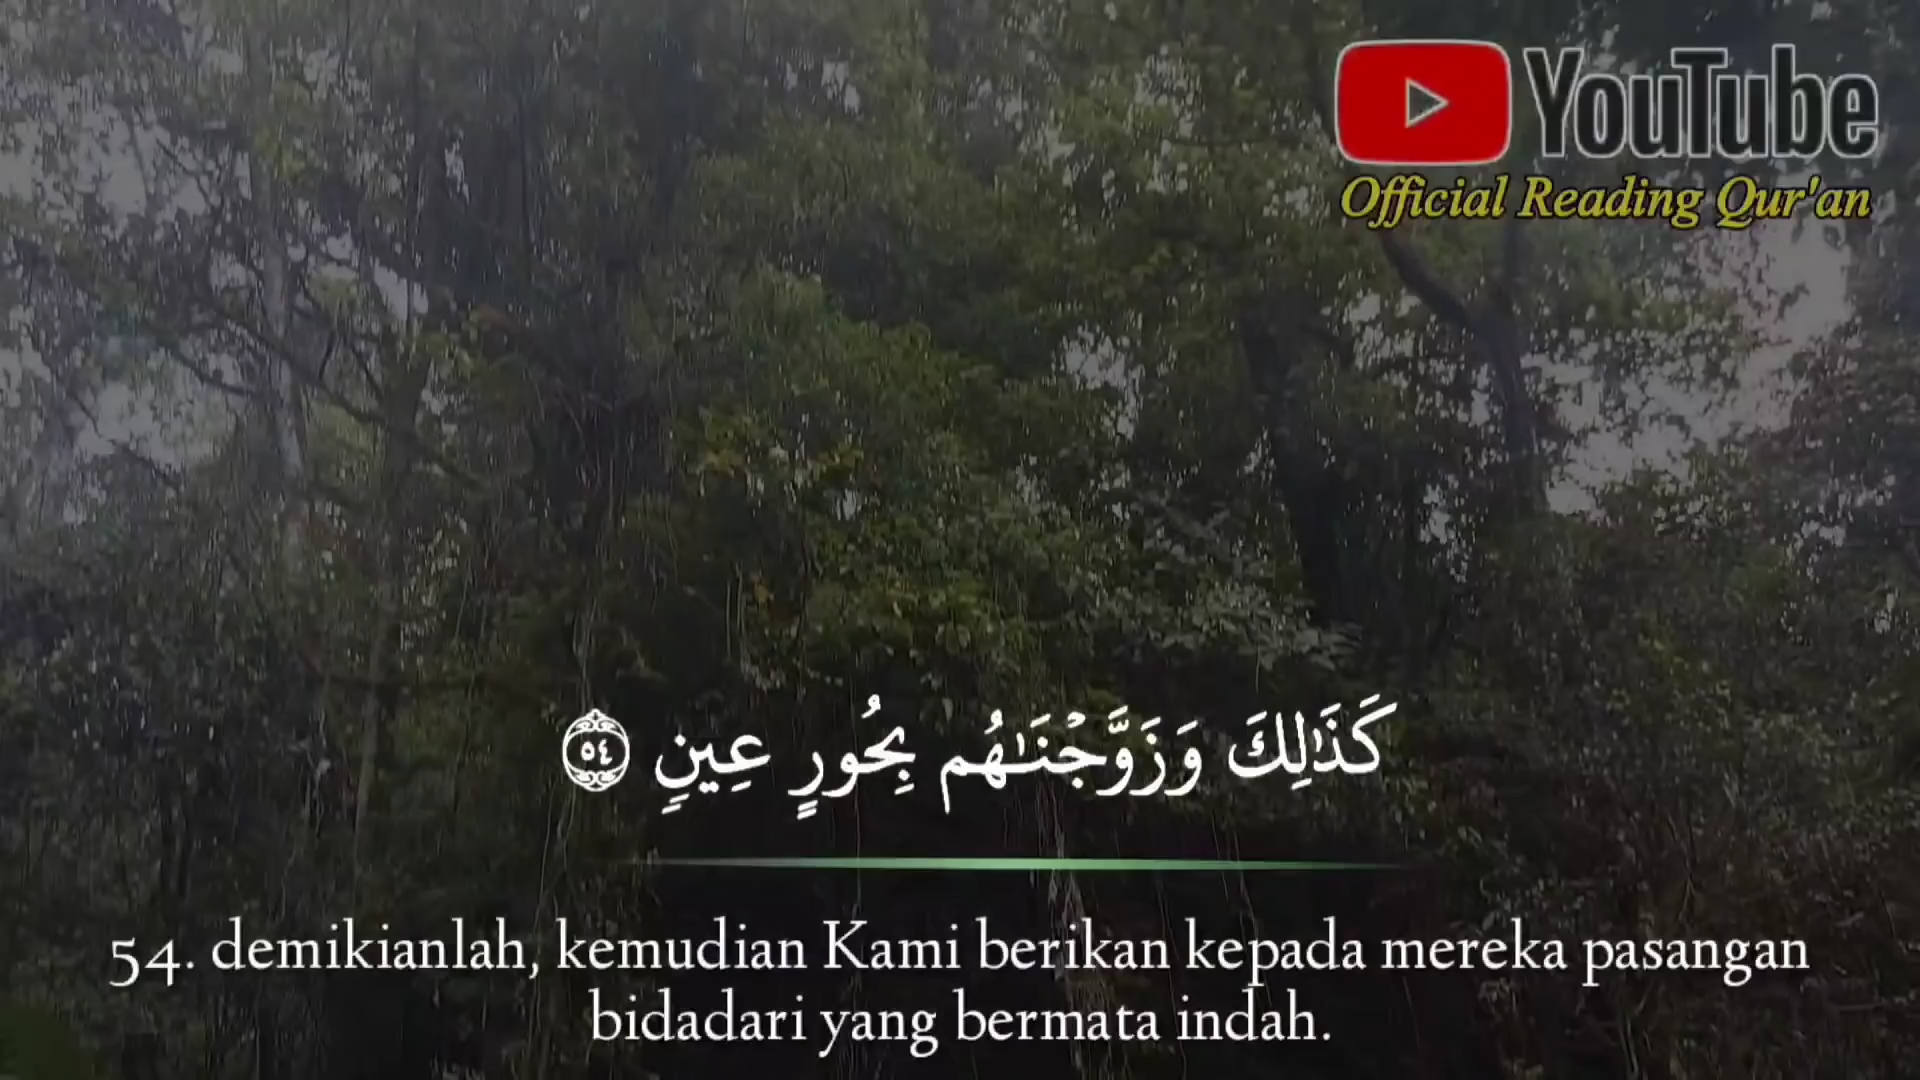 YouTube
Official Reading Qur'an
كَذَٰلِكَ وَزَوَّجْنَٰهُم بِحُورٍ عِينٍ ٥٤
54. demikianlah, kemudian Kami berikan kepada mereka pasangan
bidadari yang bermata indah.